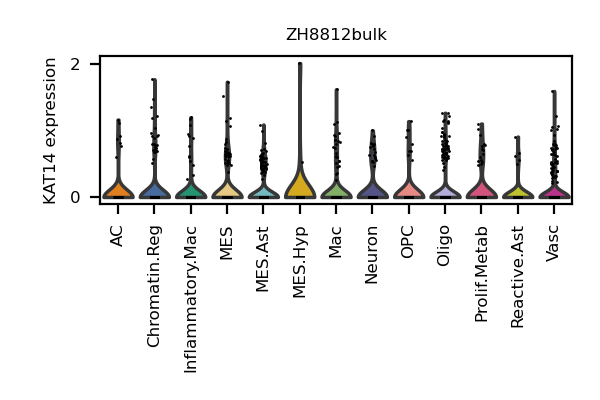 ZH8812bulk
KAT14 expression
2
0
AC
Chromatin.Reg
Inflammatory.Mac
MES
MES.Ast
MES.Hyp
Mac
Neuron
OPC
Oligo
Prolif.Metab
Reactive.Ast
Vasc